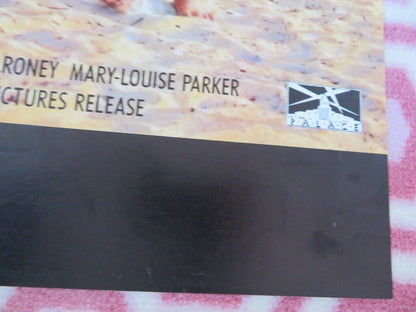 RONEY MARY-LOUISE PARKER
CTURES RELEASE
PALACE